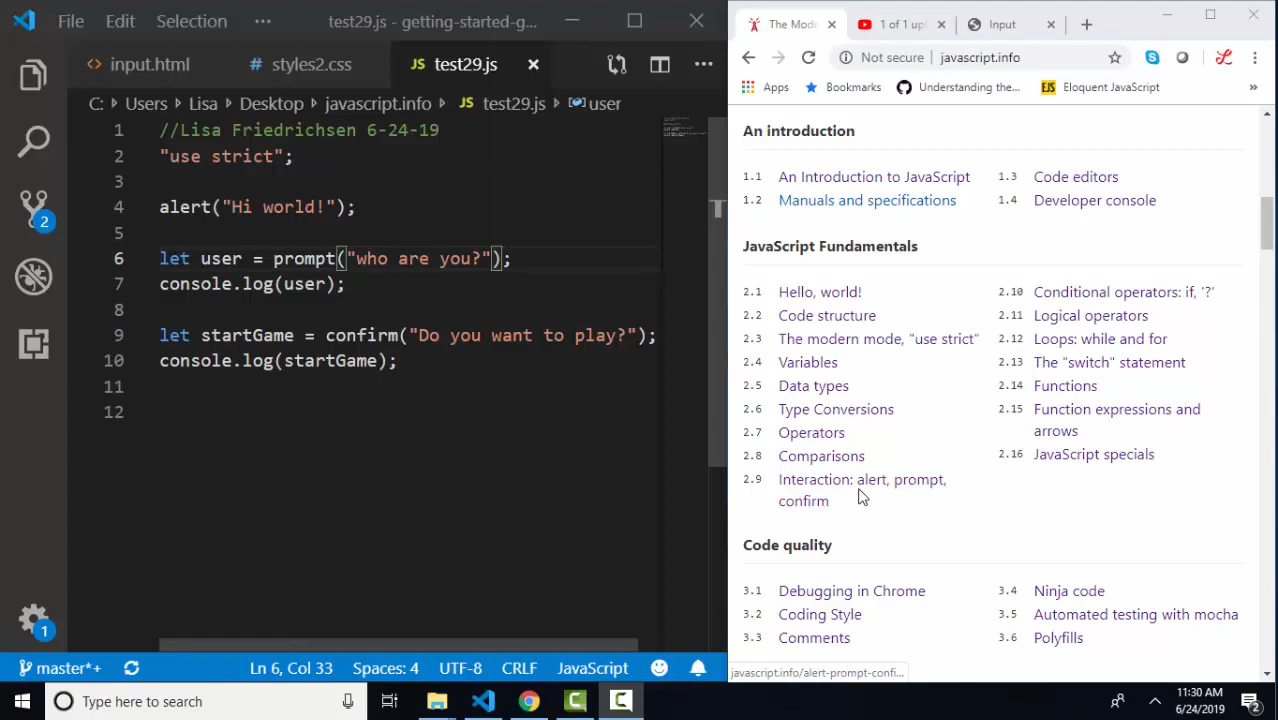 File Edit Selection ··· test29.js - getting-started-g...
input.html styles2.css JS test29.js
C: Users Lisa Desktop javascript.info JS test29.js user
1 //Lisa Friedrichsen 6-24-19
2 "use strict";
3
4 alert("Hi world!");
5
6 let user = prompt("who are you?");
7 console.log(user);
8
9 let startGame = confirm("Do you want to play?");
10 console.log(startGame);
11
12
2
1
master*+ Ln 6, Col 33 Spaces: 4 UTF-8 CRLF JavaScript
The Mode 1 of 1 upl Input
Not secure javascript.info
Apps Bookmarks Understanding the... EJS Eloquent JavaScript »
An introduction
1.1 An Introduction to JavaScript
1.2 Manuals and specifications
1.3 Code editors
1.4 Developer console
JavaScript Fundamentals
2.1 Hello, world!
2.2 Code structure
2.3 The modern mode, "use strict"
2.4 Variables
2.5 Data types
2.6 Type Conversions
2.7 Operators
2.8 Comparisons
2.9 Interaction: alert, prompt,
confirm
2.10 Conditional operators: if, '?'
2.11 Logical operators
2.12 Loops: while and for
2.13 The "switch" statement
2.14 Functions
2.15 Function expressions and
arrows
2.16 JavaScript specials
Code quality
3.1 Debugging in Chrome
3.2 Coding Style
3.3 Comments
3.4 Ninja code
3.5 Automated testing with mocha
3.6 Polyfills
javascript.info/alert-prompt-confi...
Type here to search
11:30 AM
6/24/2019
2